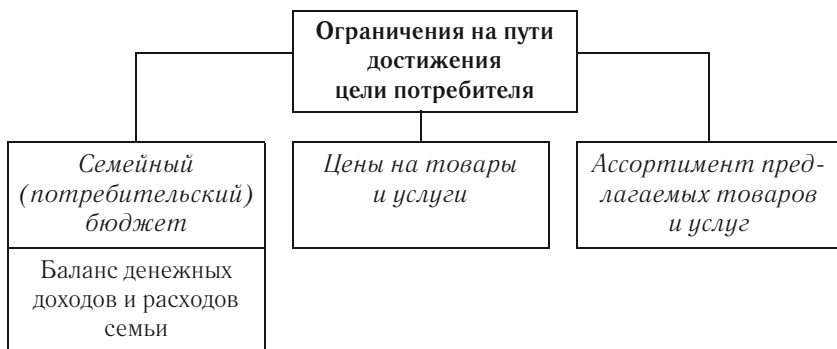 Ограничения на пути
достижения
цели потребителя
Семейный
(потребительский)
бюджет
Баланс денежных
доходов и расходов
семьи
Цены на товары
и услуги
Ассортимент пред-
лагаемых товаров
и услуг